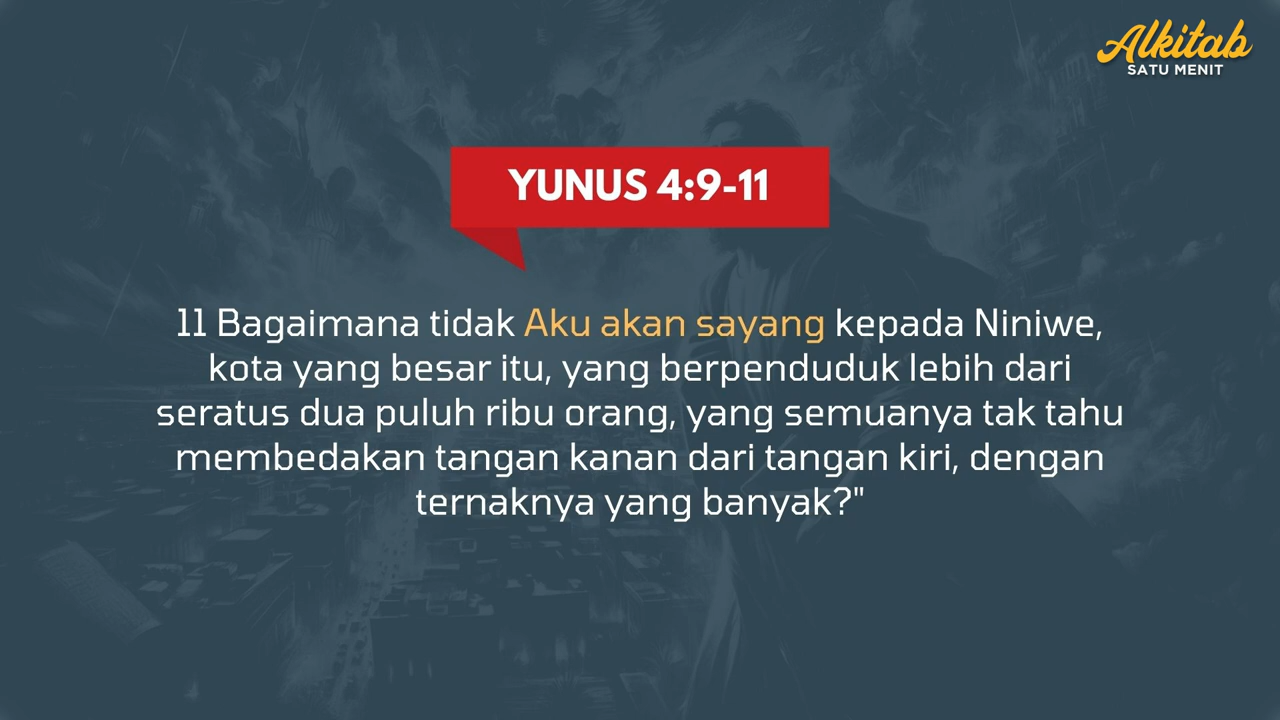 Alkitab
SATU MENIT
YUNUS 4:9-11
11 Bagaimana tidak Aku akan sayang kepada Niniwe,
kota yang besar itu, yang berpenduduk lebih dari
seratus dua puluh ribu orang, yang semuanya tak tahu
membedakan tangan kanan dari tangan kiri, dengan
ternaknya yang banyak?"